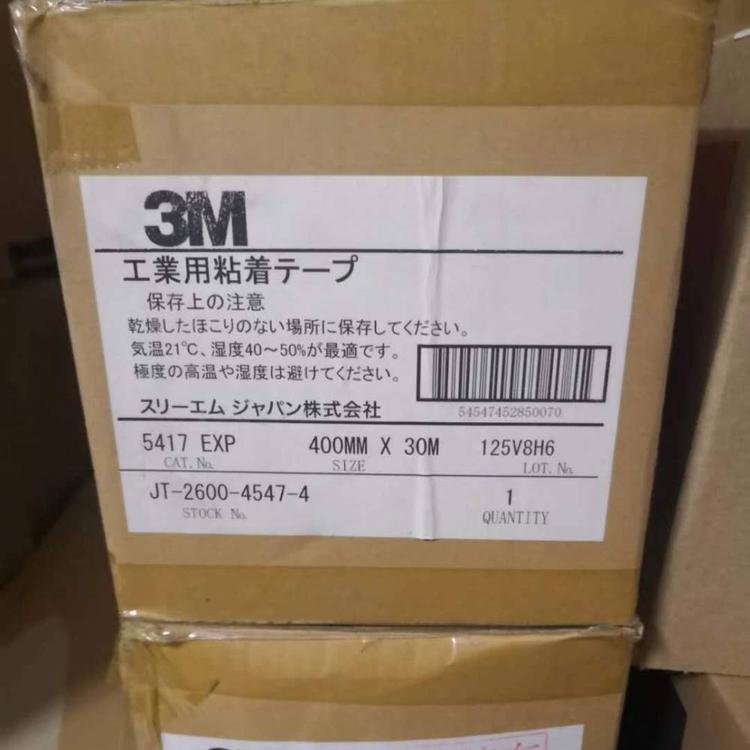 3M
工業用粘着テープ
保存上の注意
乾燥したほこりのない場所に保存してください。
気温21℃、湿度40～50%が最適です。
極度の高温や湿度は避けてください。
スリーエム ジャパン株式会社
54547452850070
5417 EXP 400MM X 30M 125V8H6
CAT. No. SIZE LOT. No.
JT-2600-4547-4 1
STOCK No. QUANTITY